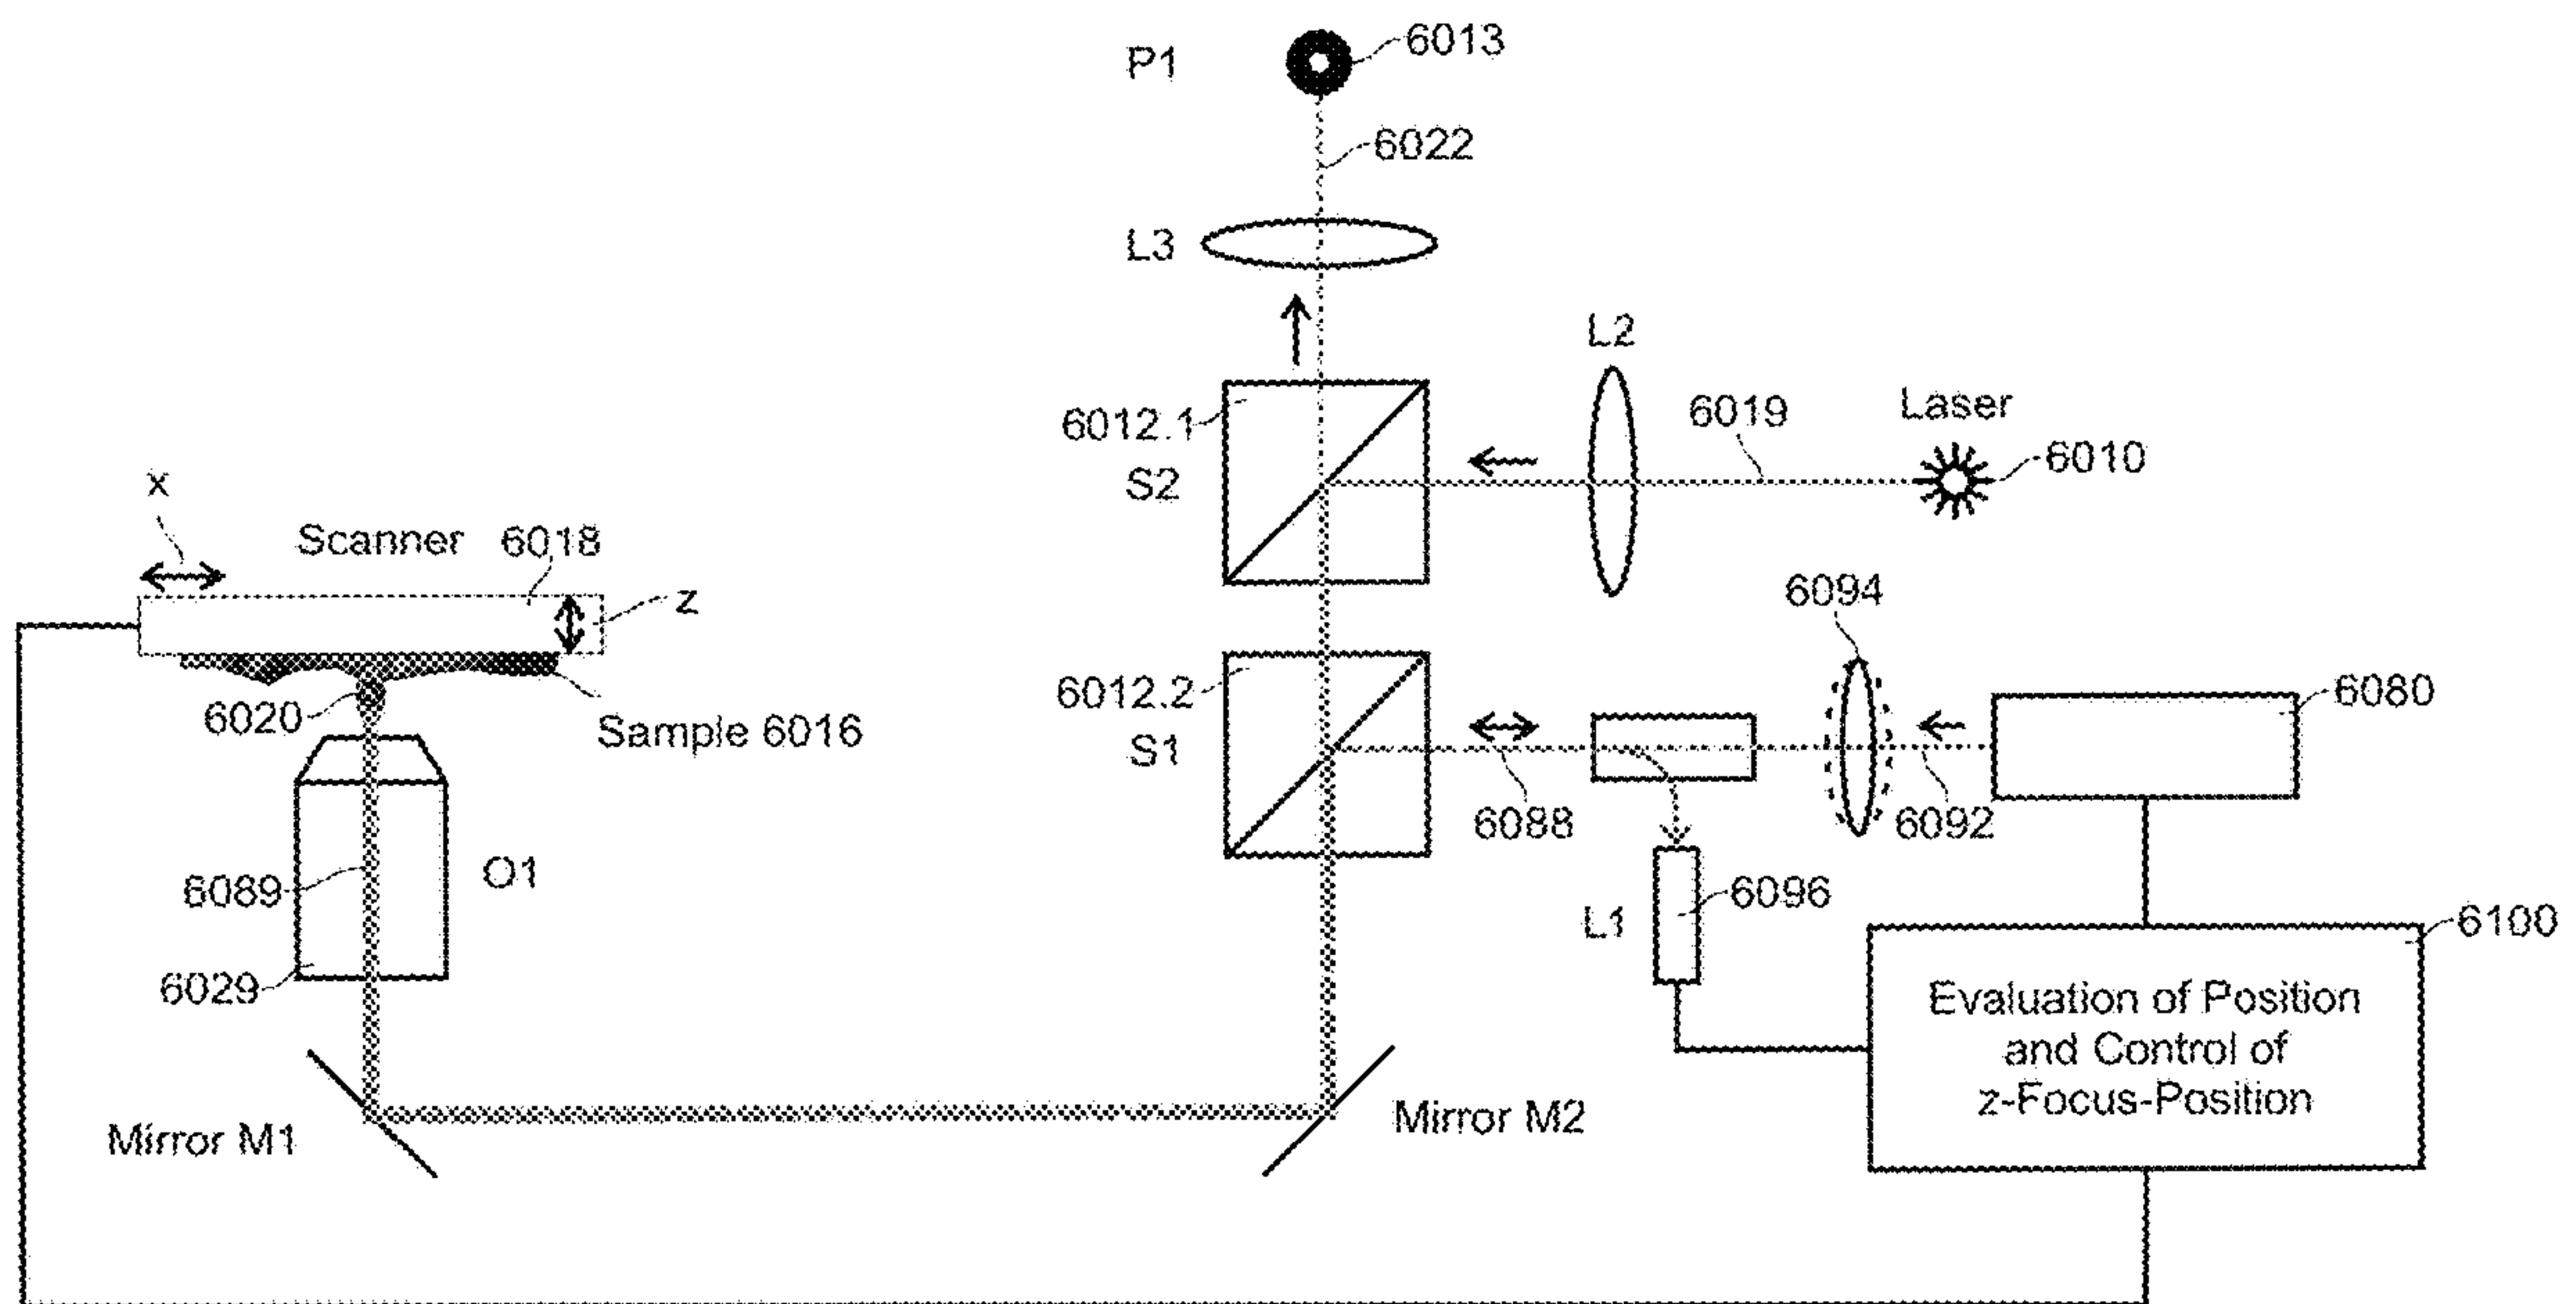 P1
6013
6022
L3
L2
6012.1
6019
Laser
6010
S2
x
Scanner 6018
z
6094
6012.2
6080
6020
Sample 6016
S1
6088
6092
O1
6089
L1
6096
6100
6029
Evaluation of Position
and Control of
z-Focus-Position
Mirror M1
Mirror M2